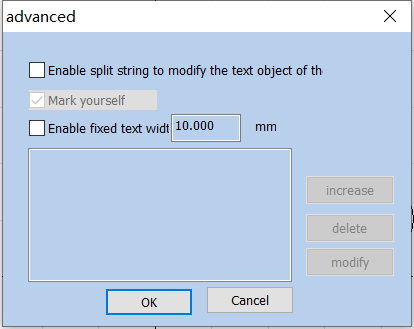 advanced
Enable split string to modify the text object of the
Mark yourself
Enable fixed text widt 10.000 mm
increase
delete
modify
OK Cancel